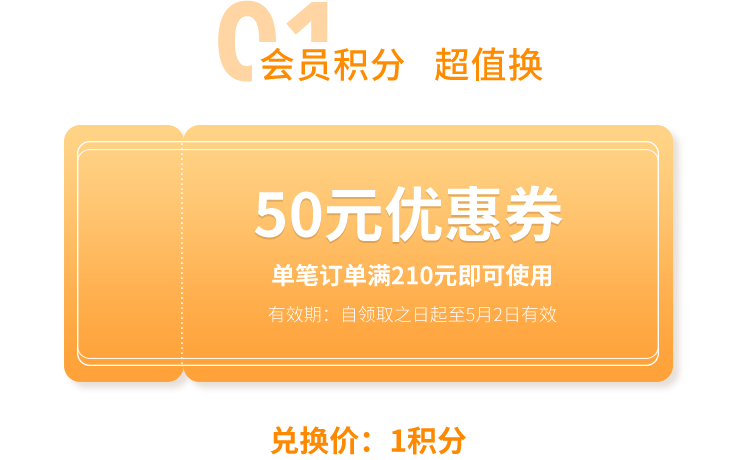 01
会员积分 超值换
50元优惠券
单笔订单满210元即可使用
有效期：自领取之日起至5月2日有效
兑换价：1积分